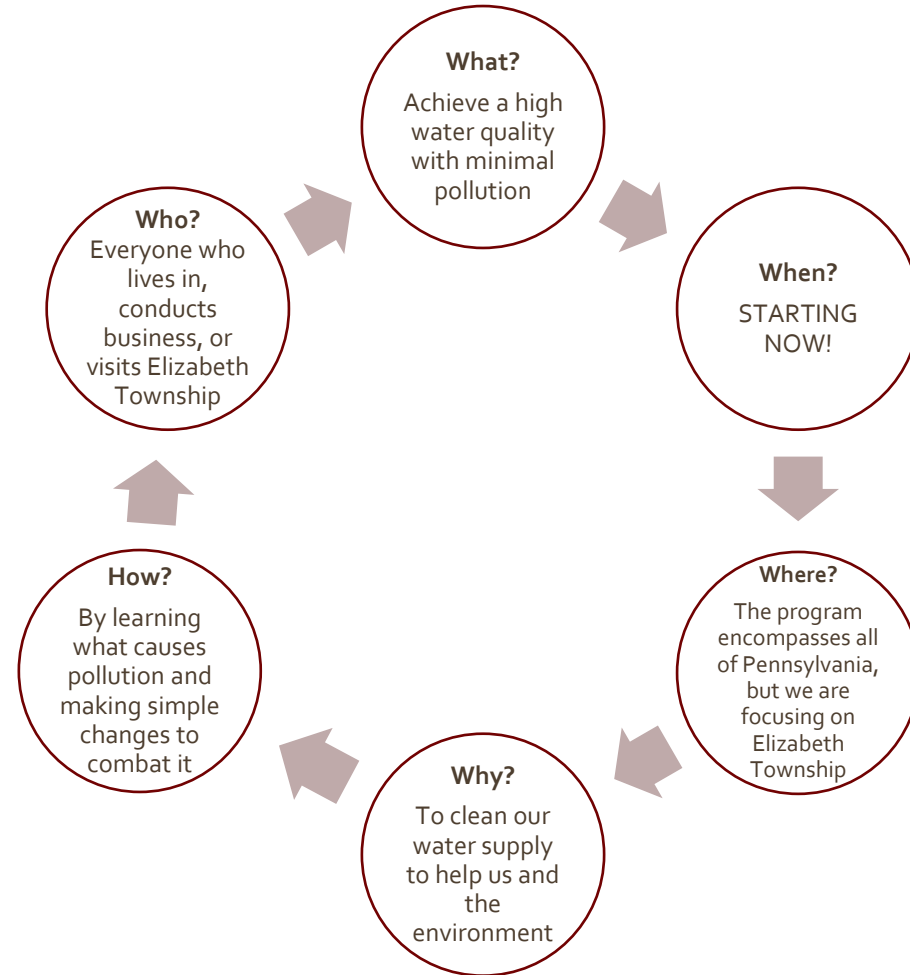 What?
Achieve a high
water quality
with minimal
pollution
When?
STARTING
NOW!
Where?
The program
encompasses all
of Pennsylvania,
but we are
focusing on
Elizabeth
Township
Why?
To clean our
water supply
to help us and
the
environment
How?
By learning
what causes
pollution and
making simple
changes to
combat it
Who?
Everyone who
lives in,
conducts
business, or
visits Elizabeth
Township